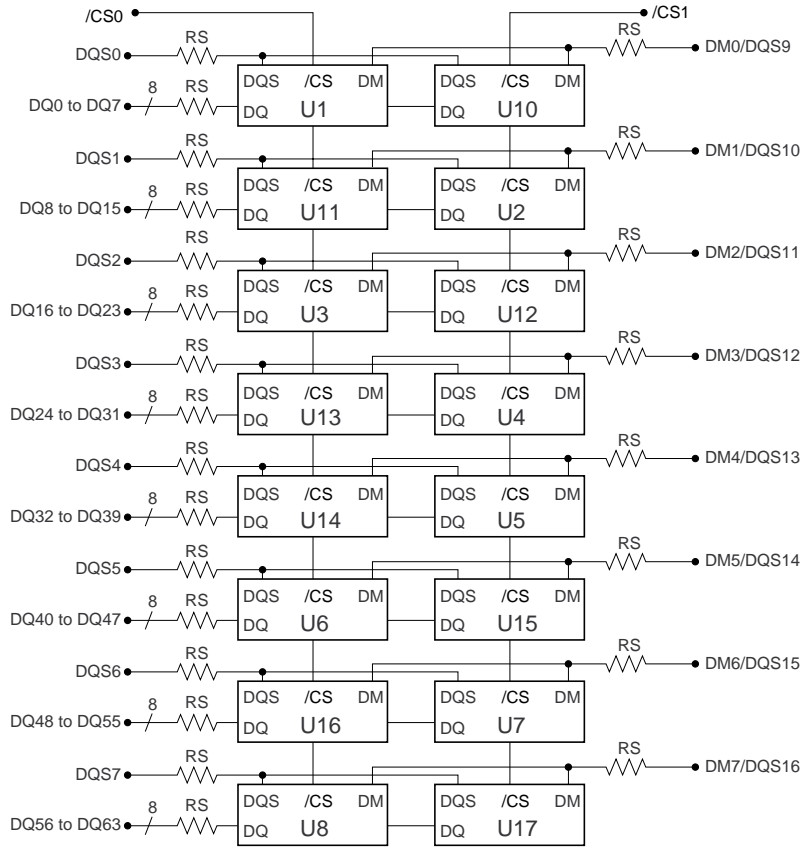 /CS0 /CS1
RS RS
DQS0 DM0/DQS9
8 RS DQS /CS DM DQS /CS DM
DQ0 to DQ7 DQ U1 DQ U10
RS RS
DQS1 DM1/DQS10
8 RS DQS /CS DM DQS /CS DM
DQ8 to DQ15 DQ U11 DQ U2
RS RS
DQS2 DM2/DQS11
8 RS DQS /CS DM DQS /CS DM
DQ16 to DQ23 DQ U3 DQ U12
RS RS
DQS3 DM3/DQS12
8 RS DQS /CS DM DQS /CS DM
DQ24 to DQ31 DQ U13 DQ U4
RS RS
DQS4 DM4/DQS13
8 RS DQS /CS DM DQS /CS DM
DQ32 to DQ39 DQ U14 DQ U5
RS RS
DQS5 DM5/DQS14
8 RS DQS /CS DM DQS /CS DM
DQ40 to DQ47 DQ U6 DQ U15
RS RS
DQS6 DM6/DQS15
8 RS DQS /CS DM DQS /CS DM
DQ48 to DQ55 DQ U16 DQ U7
RS RS
DQS7 DM7/DQS16
8 RS DQS /CS DM DQS /CS DM
DQ56 to DQ63 DQ U8 DQ U17